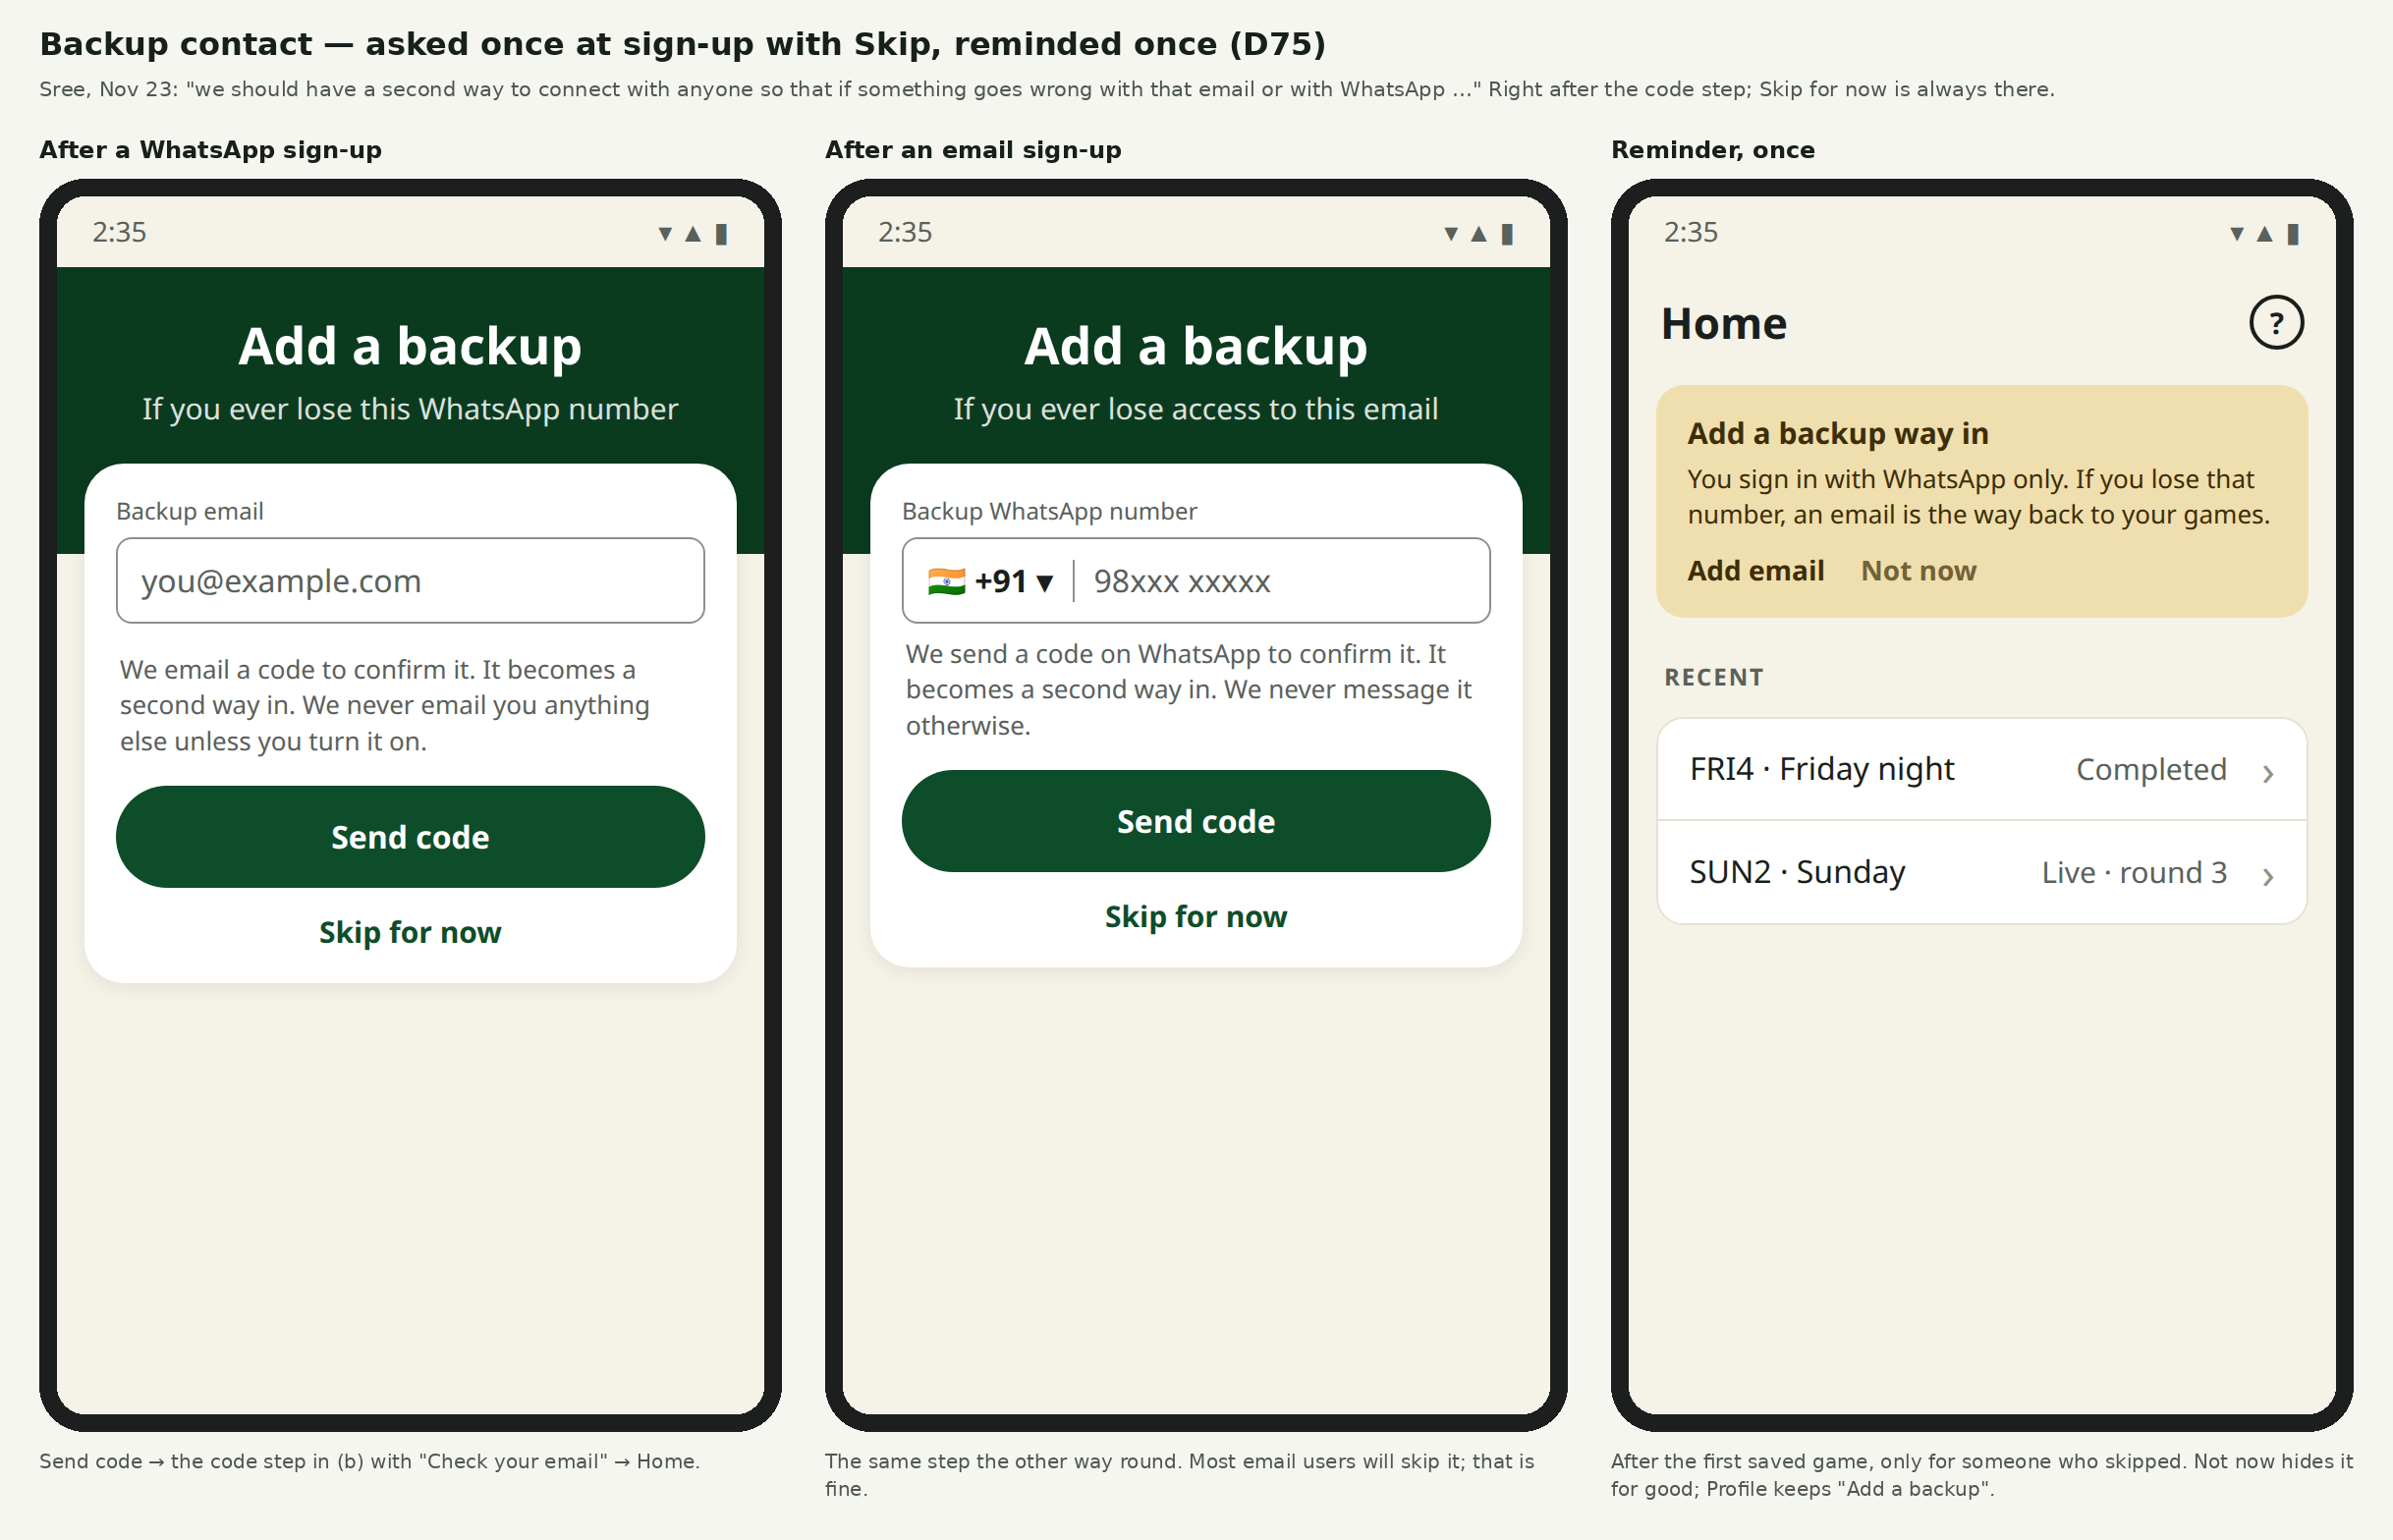 Backup contact — asked once at sign-up with Skip, reminded once (D75)
Sree, Nov 23: "we should have a second way to connect with anyone so that if something goes wrong with that email or with WhatsApp ..." Right after the code step; Skip for now is always there.
After a WhatsApp sign-up
2:35
Add a backup
If you ever lose this WhatsApp number
Backup email
you@example.com
We email a code to confirm it. It becomes a
second way in. We never email you anything
else unless you turn it on.
Send code
Skip for now
Send code → the code step in (b) with "Check your email" → Home.
After an email sign-up
2:35
Add a backup
If you ever lose access to this email
Backup WhatsApp number
+91 ▾ 98xxx xxxxx
We send a code on WhatsApp to confirm it. It
becomes a second way in. We never message it
otherwise.
Send code
Skip for now
The same step the other way round. Most email users will skip it; that is
fine.
Reminder, once
2:35
Home ?
Add a backup way in
You sign in with WhatsApp only. If you lose that
number, an email is the way back to your games.
Add email Not now
RECENT
FRI4 · Friday night Completed ›
SUN2 · Sunday Live · round 3 ›
After the first saved game, only for someone who skipped. Not now hides it
for good; Profile keeps "Add a backup".